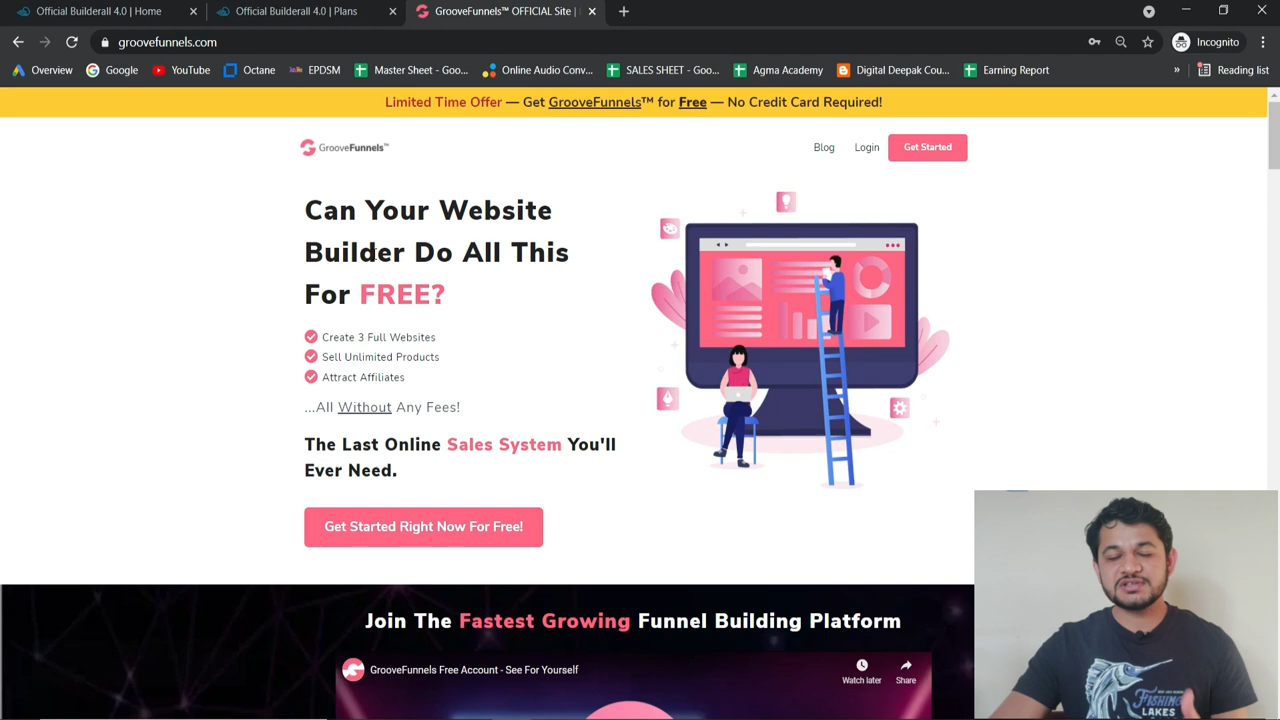 Official Builderall 4.0 | Home
Official Builderall 4.0 | Plans
GrooveFunnels™ OFFICIAL Site |
groovefunnels.com
Incognito
Overview
Google
YouTube
Octane
EPDSM
Master Sheet - Goo...
Online Audio Conv...
SALES SHEET - Goo...
Agma Academy
Digital Deepak Cou...
Earning Report
»
Reading list
Limited Time Offer — Get GrooveFunnels™ for Free — No Credit Card Required!
GrooveFunnels™
Blog
Login
Get Started
Can Your Website
Builder Do All This
For FREE?
Create 3 Full Websites
Sell Unlimited Products
Attract Affiliates
...All Without Any Fees!
The Last Online Sales System You'll
Ever Need.
Get Started Right Now For Free!
Join The Fastest Growing Funnel Building Platform
GrooveFunnels Free Account - See For Yourself
Watch later
Share
FISHING
LAKES